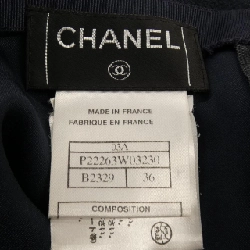 CHANEL
MADE IN FRANCE
FABRIQUE EN FRANCE
03A
P22263W03230
B2329 36
COMPOSITION